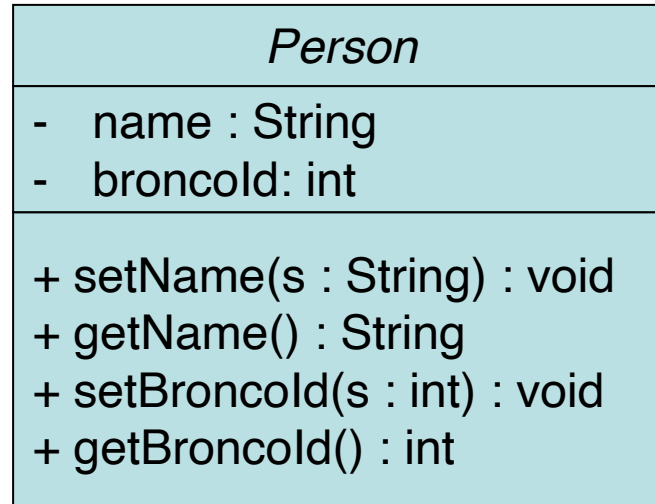 Person
- name : String
- broncoId: int
+ setName(s : String) : void
+ getName() : String
+ setBroncoId(s : int) : void
+ getBroncoId() : int